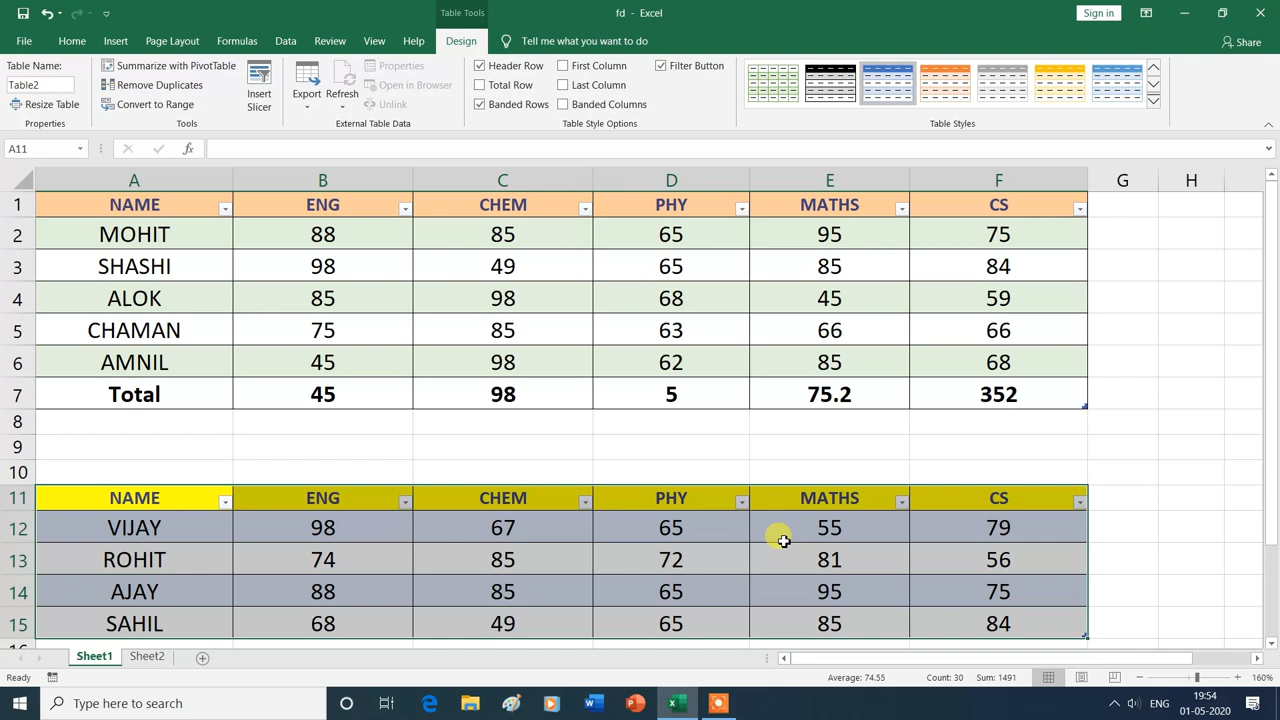 fd - Excel
Table Tools
Sign in
File Home Insert Page Layout Formulas Data Review View Help Design Tell me what you want to do Share
Table Name:
Table2
Resize Table
Properties
Summarize with PivotTable
Remove Duplicates
Convert to Range
Tools
Insert
Slicer
Export
Refresh
Properties
Open in Browser
Unlink
External Table Data
Header Row
Total Row
Banded Rows
First Column
Last Column
Banded Columns
Filter Button
Table Style Options
Table Styles
A11
A B C D E F G H
1 NAME ENG CHEM PHY MATHS CS
2 MOHIT 88 85 65 95 75
3 SHASHI 98 49 65 85 84
4 ALOK 85 98 68 45 59
5 CHAMAN 75 85 63 66 66
6 AMNIL 45 98 62 85 68
7 Total 45 98 5 75.2 352
8
9
10
11 NAME ENG CHEM PHY MATHS CS
12 VIJAY 98 67 65 55 79
13 ROHIT 74 85 72 81 56
14 AJAY 88 85 65 95 75
15 SAHIL 68 49 65 85 84
16
Sheet1 Sheet2
Ready Average: 74.55 Count: 30 Sum: 1491 160%
Type here to search
ENG
19:54
01-05-2020